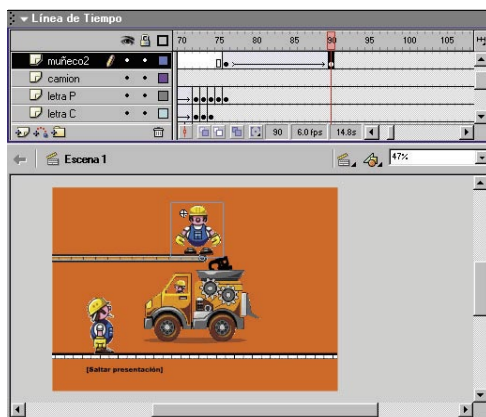 Línea de Tiempo
70 75 80 85 90 95 100 105
muñeco2
camion
letra P
letra C
90 6.0 fps 14.8s
Escena 1 47%
[Saltar presentación]